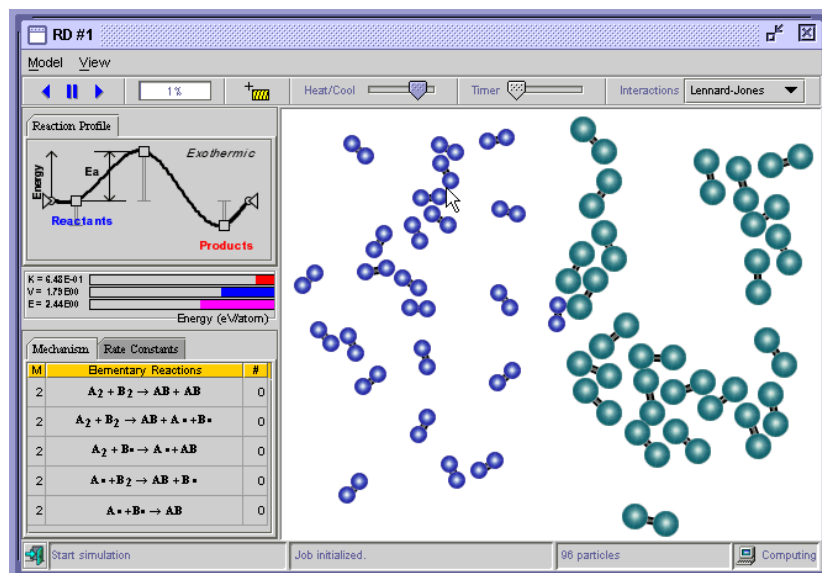 RD #1
Model View
1% Heat/Cool Timer Interactions Lennard-Jones
Reaction Profile
Exothermic
Energy
Ea
Reactants
Products
K = 6.48E-01
V = 1.79E00
E = 2.44E00
Energy (eV/atom)
Mechanism Rate Constants
M Elementary Reactions #
2 A₂ + B₂ → AB + AB 0
2 A₂ + B₂ → AB + A• +B• 0
2 A₂ + B• → A• +AB 0
2 A• +B₂ → AB + B• 0
2 A• +B• → AB 0
Start simulation Job initialized. 96 particles Computing